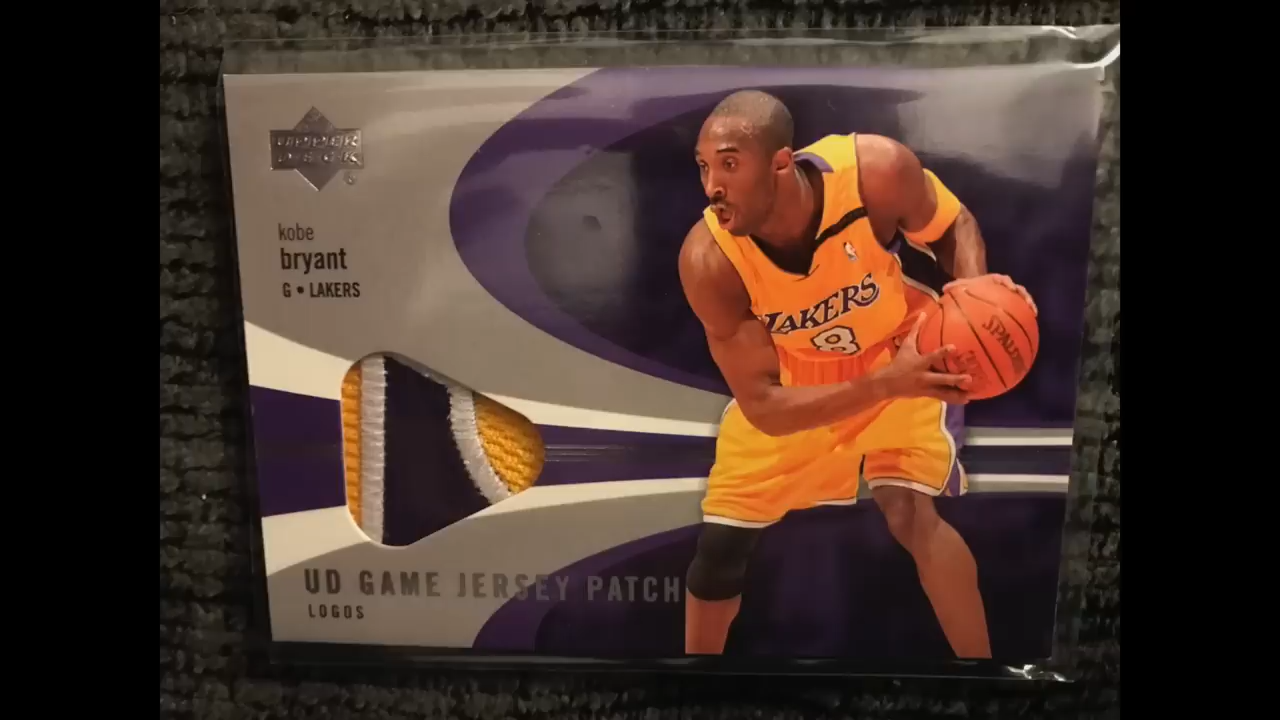 UPPER
DECK
kobe
bryant
G • LAKERS
LAKERS
8
SPALDING
UD GAME JERSEY PATCH
LOGOS